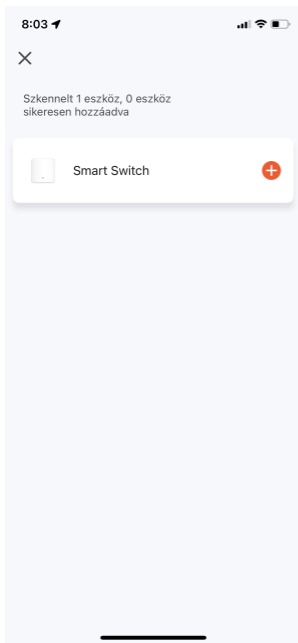 8:03
Szkennelt 1 eszköz, 0 eszköz
sikeresen hozzáadva
Smart Switch